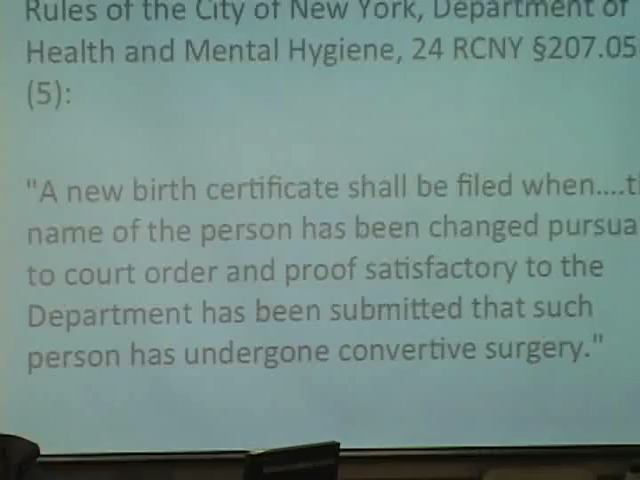 Rules of the City of New York, Department of
Health and Mental Hygiene, 24 RCNY §207.05
(5):
"A new birth certificate shall be filed when....t
name of the person has been changed pursua
to court order and proof satisfactory to the
Department has been submitted that such
person has undergone convertive surgery."